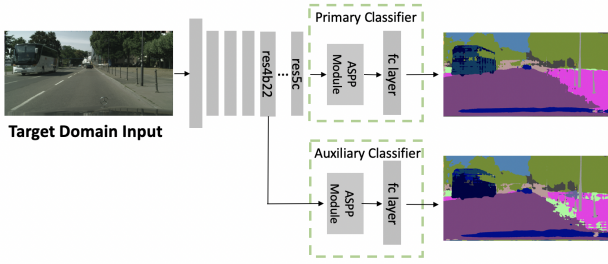 Primary Classifier
res4b22
...
res5c
ASPP
Module
fc layer
Target Domain Input
Auxiliary Classifier
ASPP
Module
fc layer